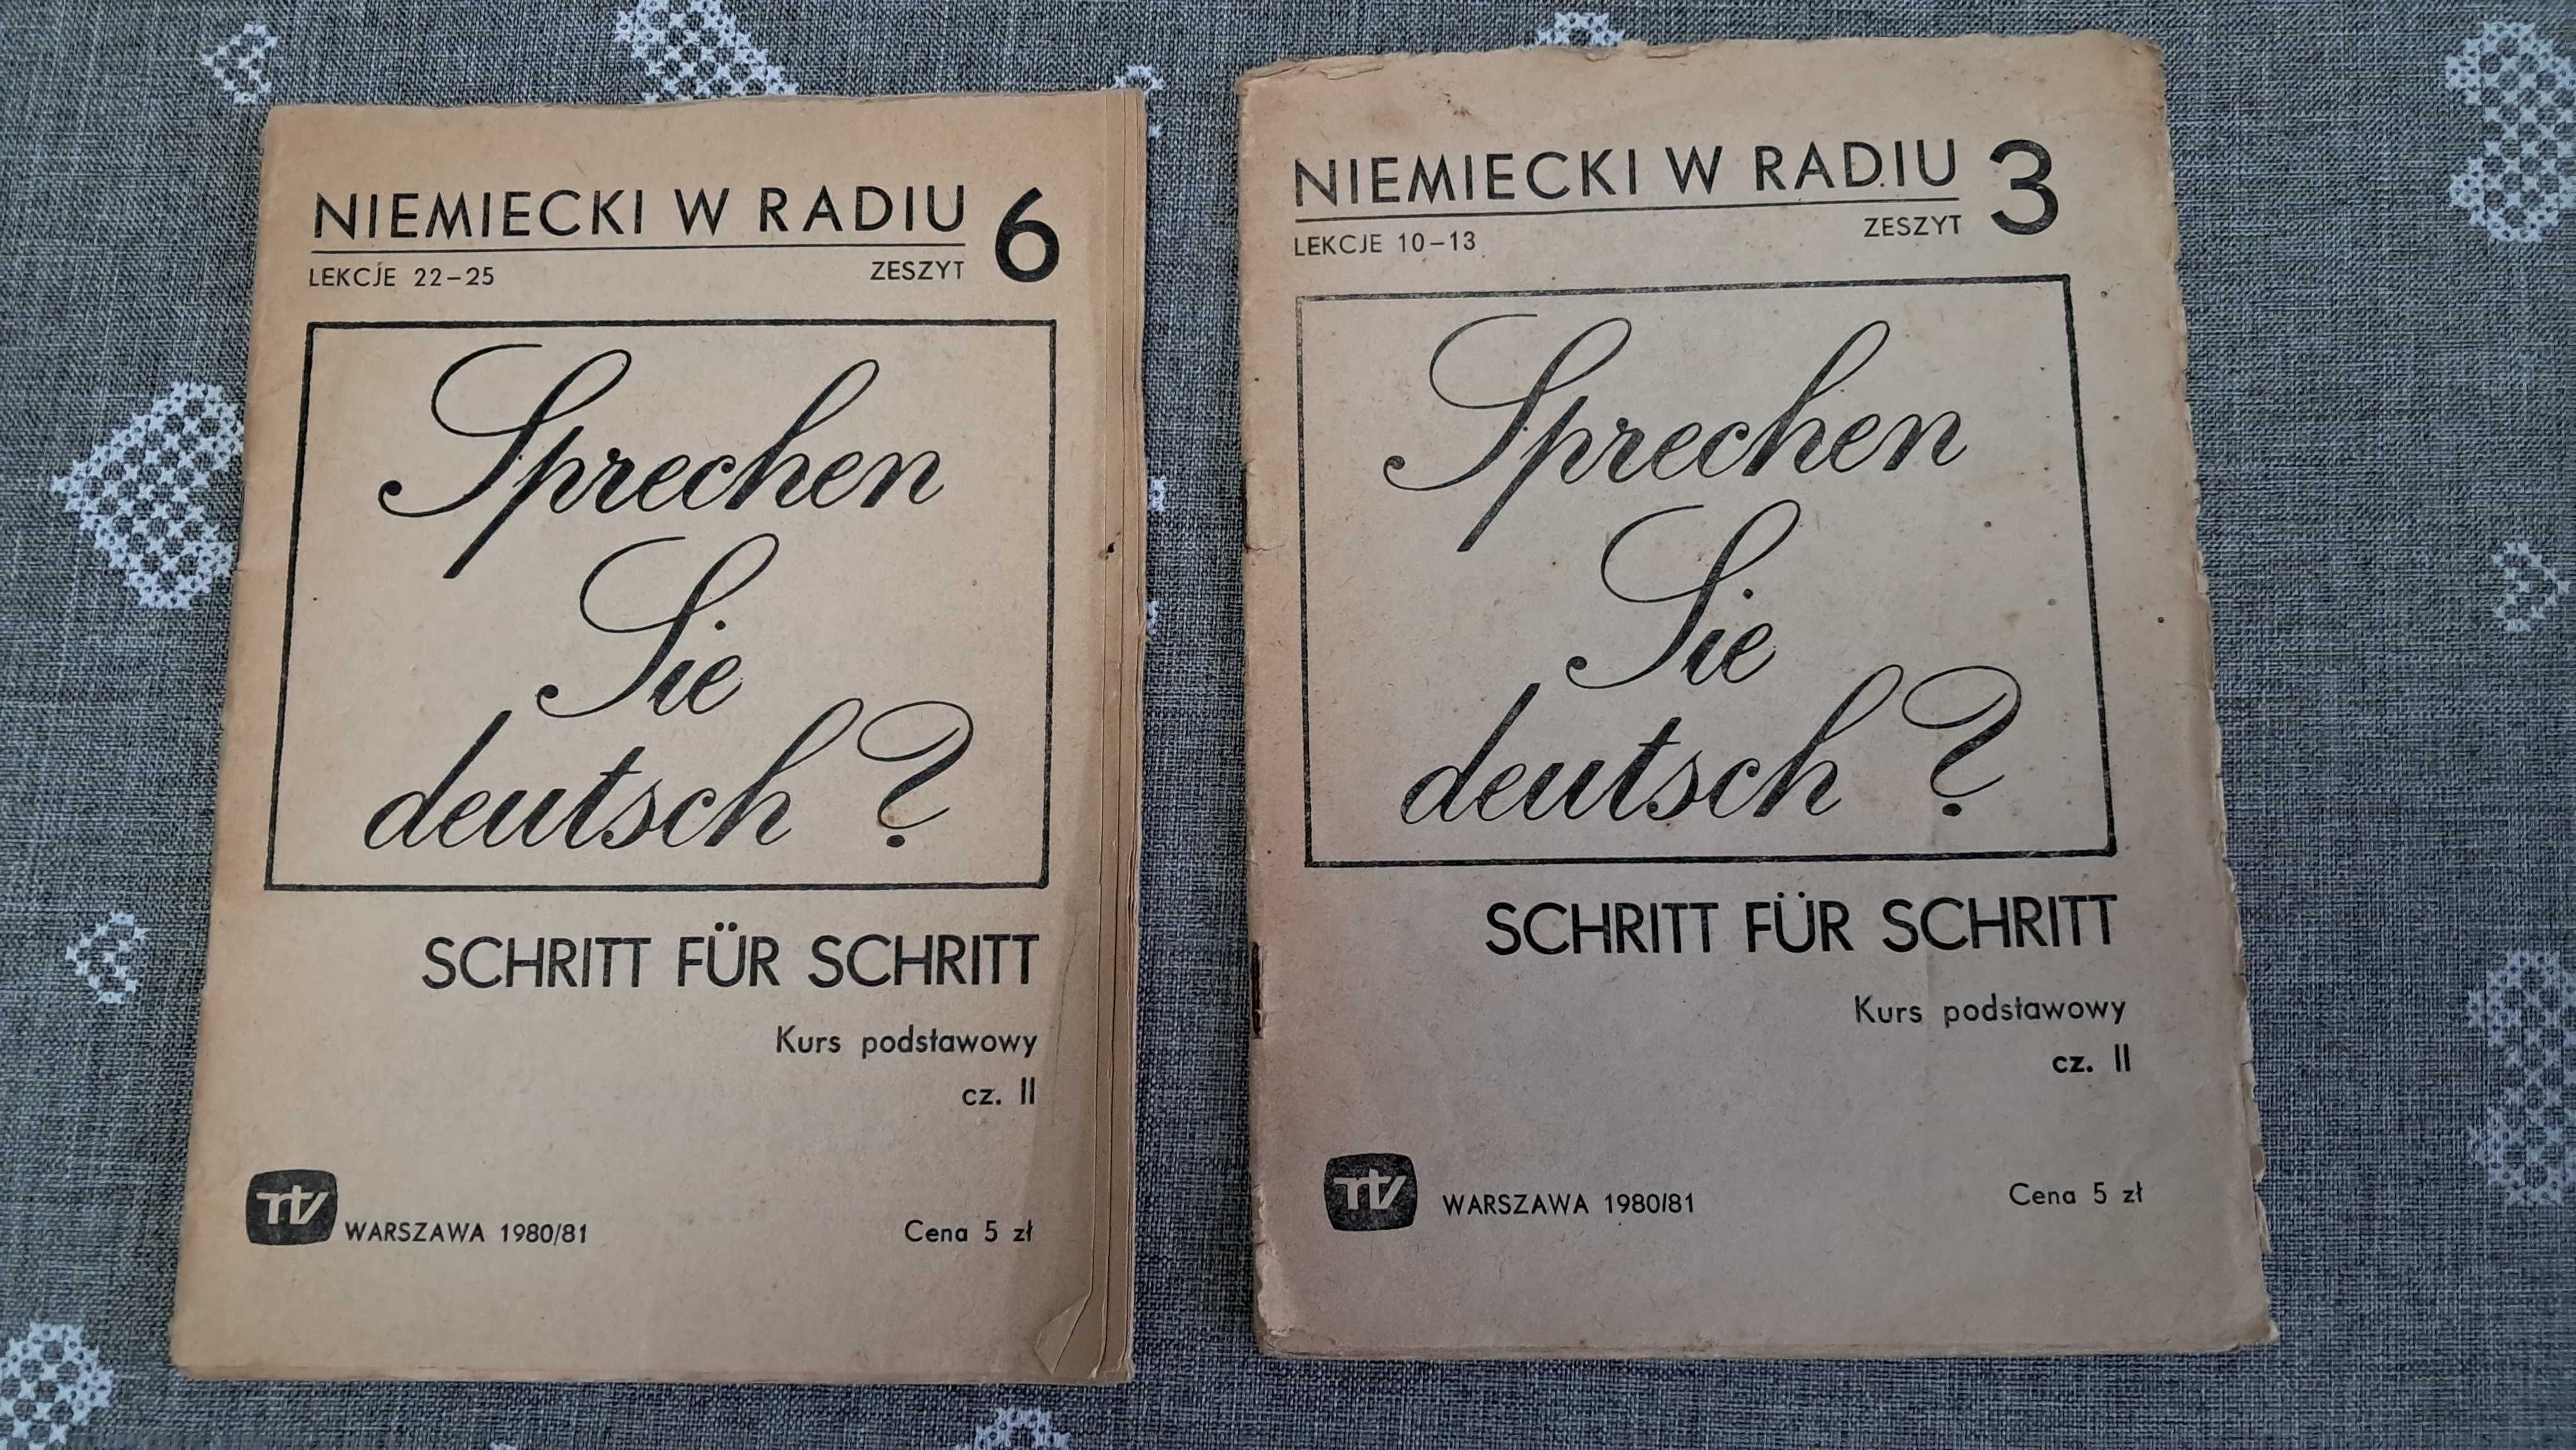 NIEMIECKI W RADIU 6
LEKCJE 22–25 ZESZYT
Sprechen
Sie
deutsch?
SCHRITT FÜR SCHRITT
Kurs podstawowy
cz. II
rtv WARSZAWA 1980/81 Cena 5 zł
NIEMIECKI W RADIU 3
LEKCJE 10–13 ZESZYT
Sprechen
Sie
deutsch?
SCHRITT FÜR SCHRITT
Kurs podstawowy
cz. II
rtv WARSZAWA 1980/81 Cena 5 zł